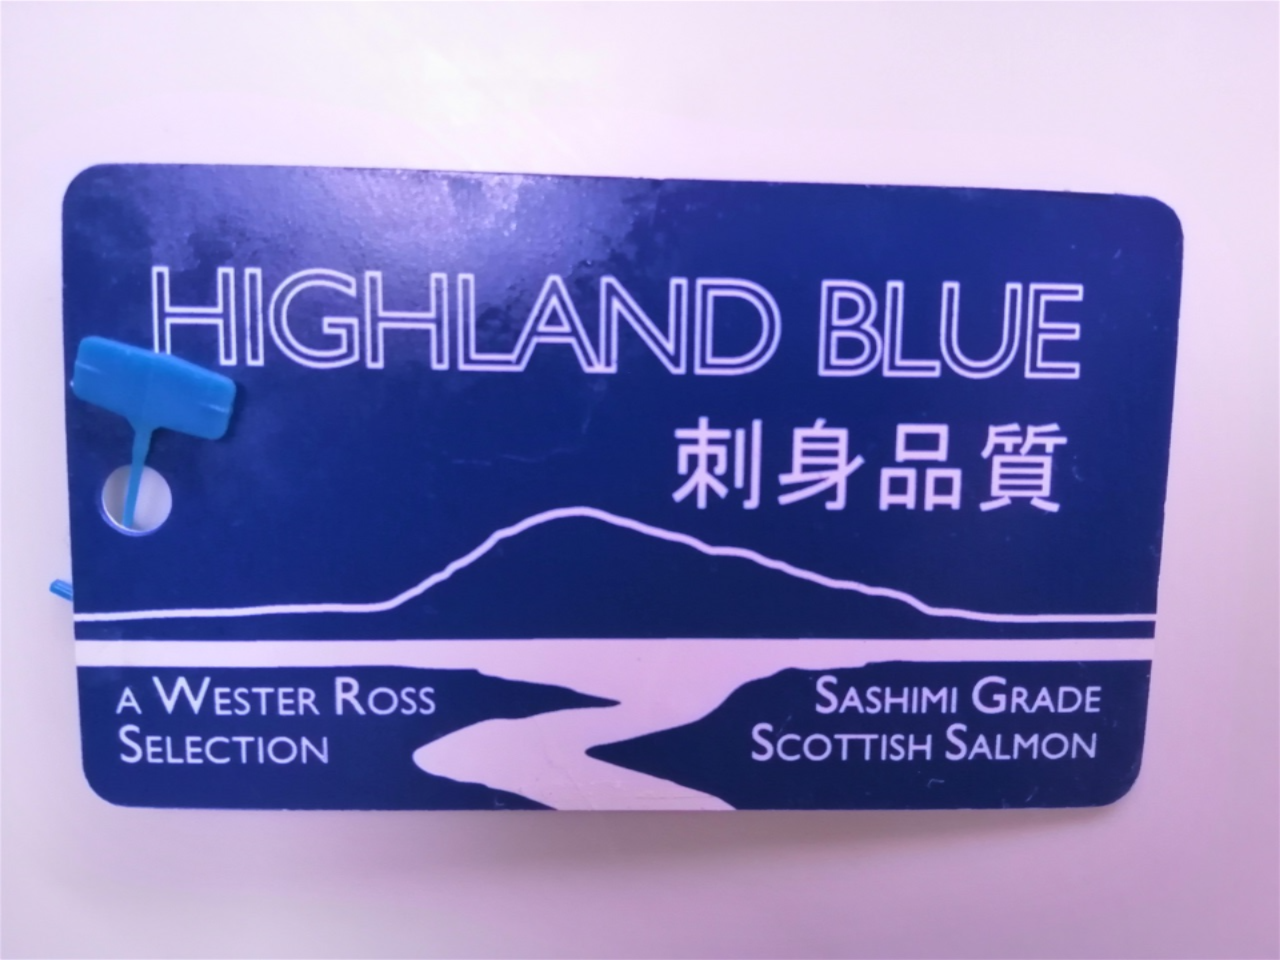 HIGHLAND BLUE
刺身品質
A WESTER ROSS
SELECTION
SASHIMI GRADE
SCOTTISH SALMON